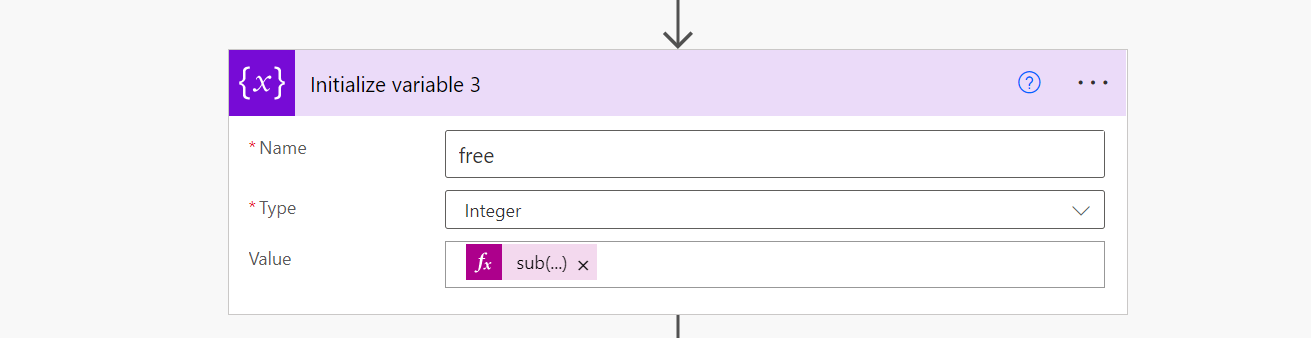 {x} Initialize variable 3 ? ...
* Name free
* Type Integer
Value fx sub(...) ×